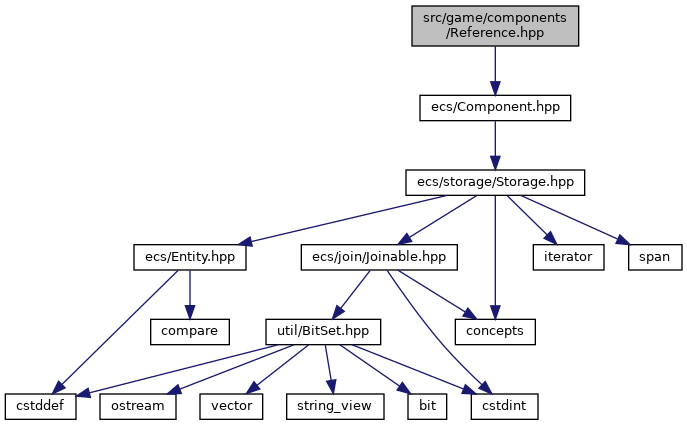 src/game/components
/Reference.hpp
ecs/Component.hpp
ecs/storage/Storage.hpp
ecs/Entity.hpp
ecs/join/Joinable.hpp
iterator
span
compare
util/BitSet.hpp
concepts
cstddef
ostream
vector
string_view
bit
cstdint